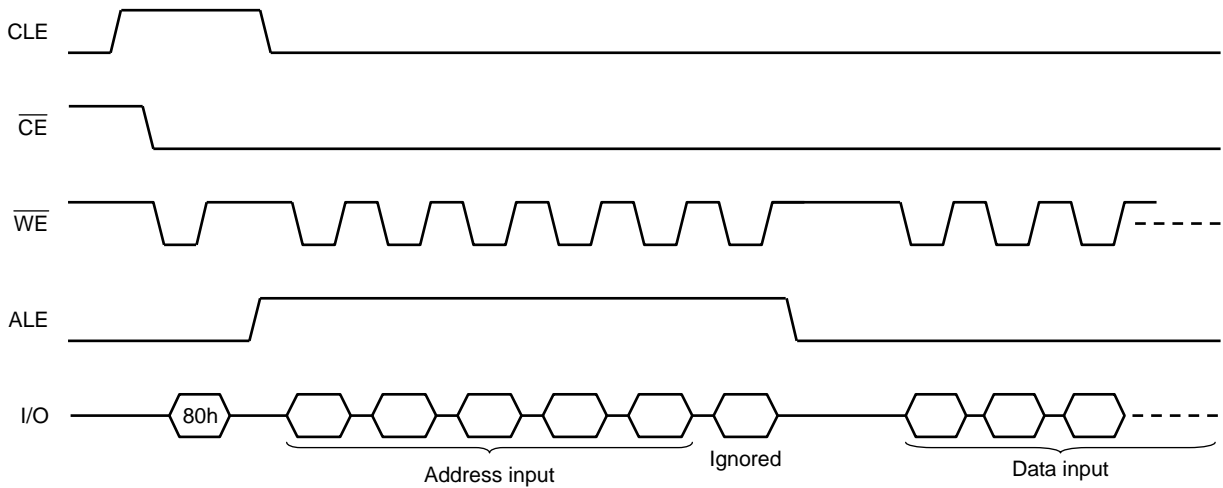 CLE
CE
WE
ALE
I/O 80h
Address input Ignored Data input